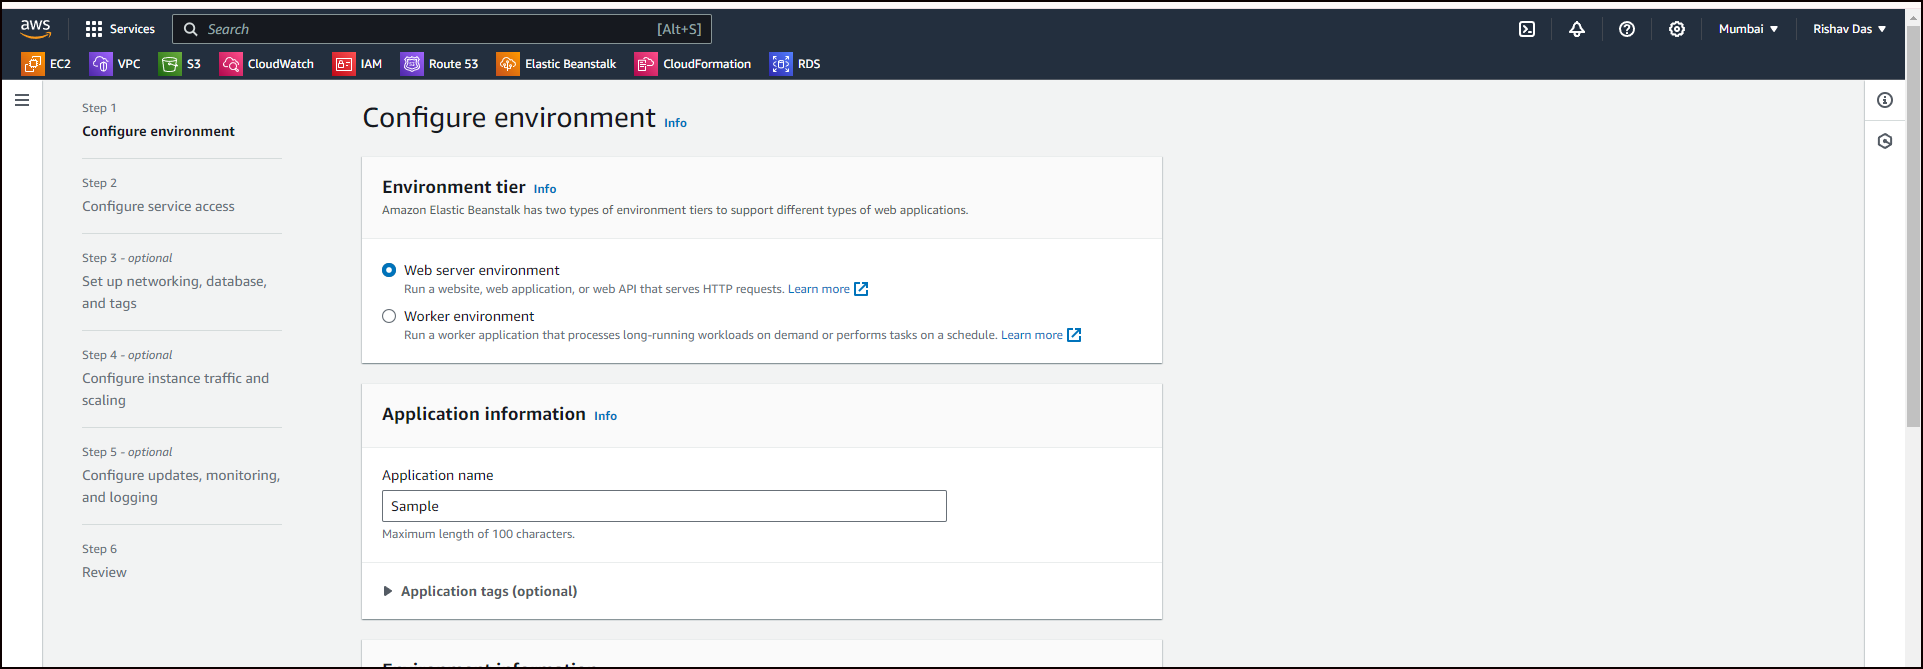 aws
Services
Search
[Alt+S]
Mumbai
Rishav Das
EC2
VPC
S3
CloudWatch
IAM
Route 53
Elastic Beanstalk
CloudFormation
RDS
Step 1
Configure environment
Step 2
Configure service access
Step 3 - optional
Set up networking, database,
and tags
Step 4 - optional
Configure instance traffic and
scaling
Step 5 - optional
Configure updates, monitoring,
and logging
Step 6
Review
Configure environment Info
Environment tier Info
Amazon Elastic Beanstalk has two types of environment tiers to support different types of web applications.
Web server environment
Run a website, web application, or web API that serves HTTP requests. Learn more
Worker environment
Run a worker application that processes long-running workloads on demand or performs tasks on a schedule. Learn more
Application information Info
Application name
Sample
Maximum length of 100 characters.
Application tags (optional)
Environment information